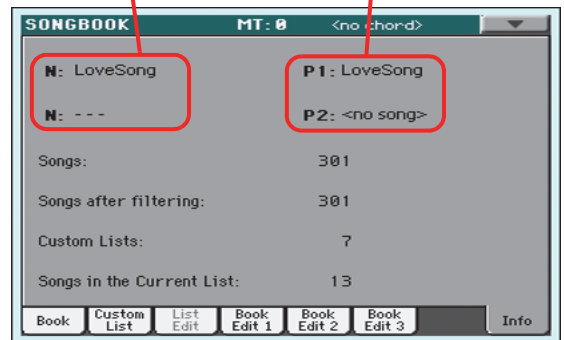 SONGBOOK MT: 0 <no chord>
N: LoveSong P1: LoveSong
N: --- P2: <no song>
Songs: 301
Songs after filtering: 301
Custom Lists: 7
Songs in the Current List: 13
Book Custom List List Edit Book Edit 1 Book Edit 2 Book Edit 3 Info